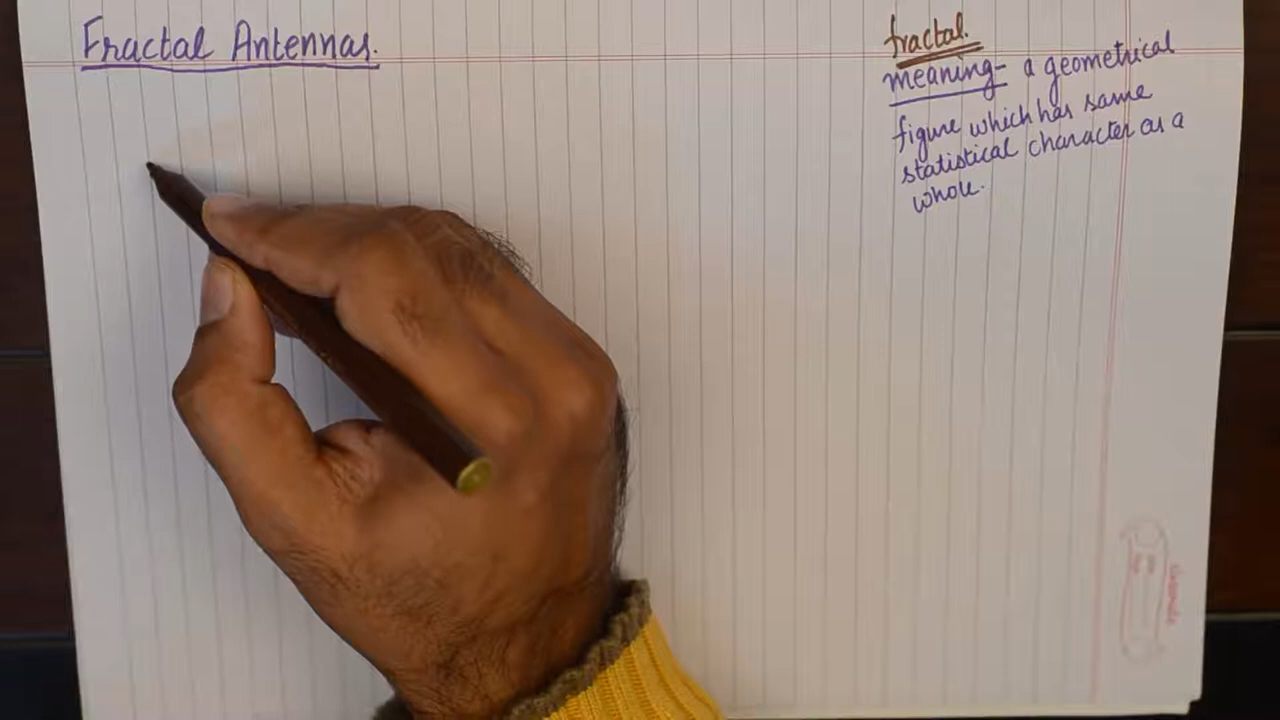 Fractal Antennas.
fractal.
meaning- a geometrical
figure which has same
statistical character as a
whole.